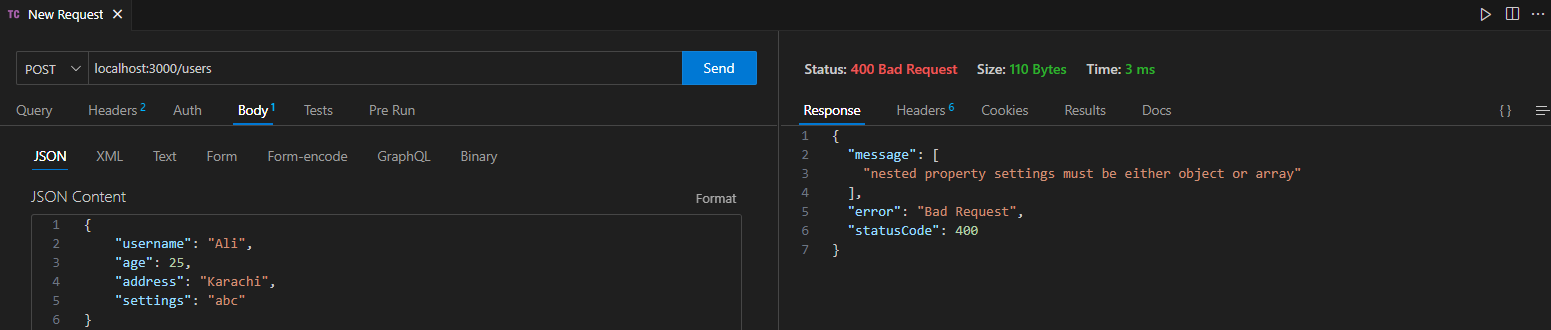 TC New Request
POST localhost:3000/users Send
Query Headers 2 Auth Body 1 Tests Pre Run
JSON XML Text Form Form-encode GraphQL Binary
JSON Content Format
1 {
2 "username": "Ali",
3 "age": 25,
4 "address": "Karachi",
5 "settings": "abc"
6 }
Status: 400 Bad Request Size: 110 Bytes Time: 3 ms
Response Headers 6 Cookies Results Docs { }
1 {
2 "message": [
3 "nested property settings must be either object or array"
4 ],
5 "error": "Bad Request",
6 "statusCode": 400
7 }